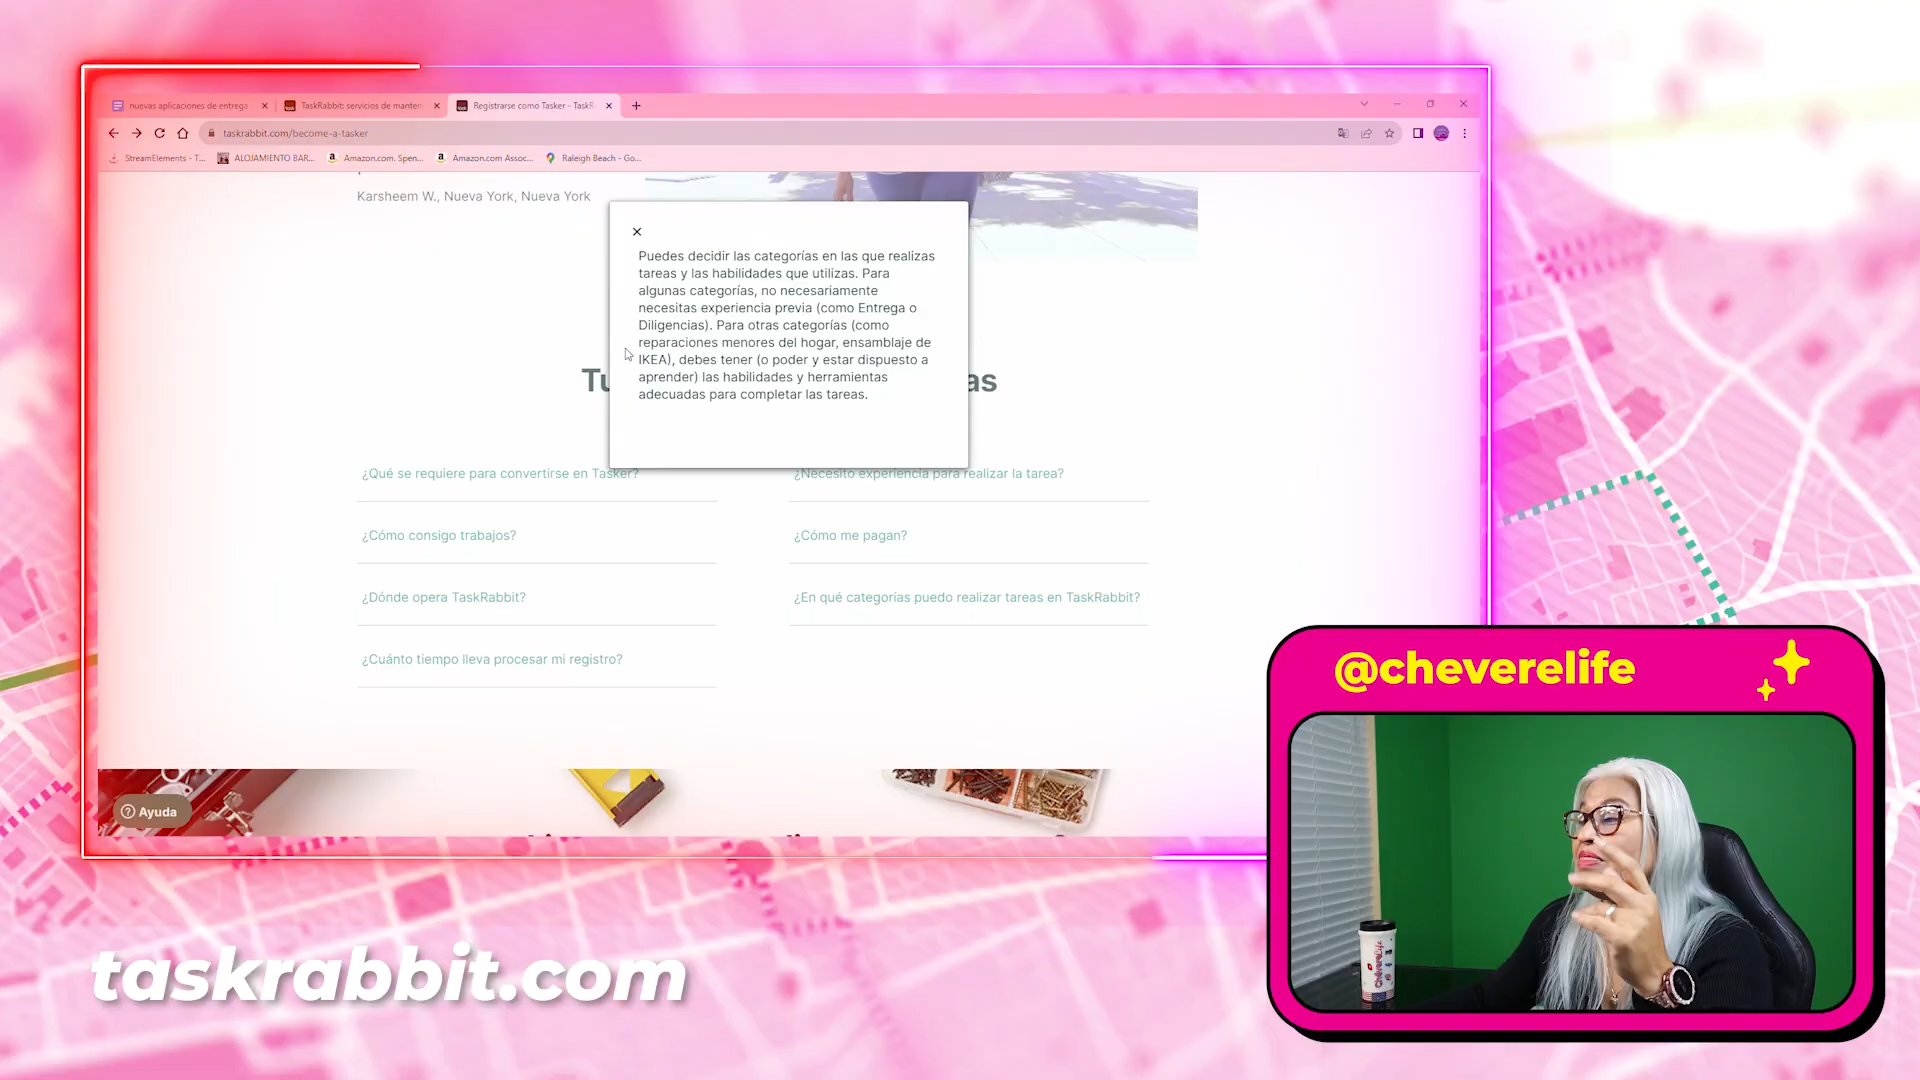 nuevas aplicaciones de entrega
TaskRabbit: servicios de manten
Registrarse como Tasker - TaskR
taskrabbit.com/become-a-tasker
StreamElements - T...
ALOJAMIENTO BAR...
Amazon.com. Spen...
Amazon.com Assoc...
Raleigh Beach - Go...
Karsheem W., Nueva York, Nueva York
Puedes decidir las categorías en las que realizas
tareas y las habilidades que utilizas. Para
algunas categorías, no necesariamente
necesitas experiencia previa (como Entrega o
Diligencias). Para otras categorías (como
reparaciones menores del hogar, ensamblaje de
IKEA), debes tener (o poder y estar dispuesto a
aprender) las habilidades y herramientas
adecuadas para completar las tareas.
Tu
as
¿Qué se requiere para convertirse en Tasker?
¿Necesito experiencia para realizar la tarea?
¿Cómo consigo trabajos?
¿Cómo me pagan?
¿Dónde opera TaskRabbit?
¿En qué categorías puedo realizar tareas en TaskRabbit?
¿Cuánto tiempo lleva procesar mi registro?
Ayuda
@cheverelife
ChévereLife
taskrabbit.com